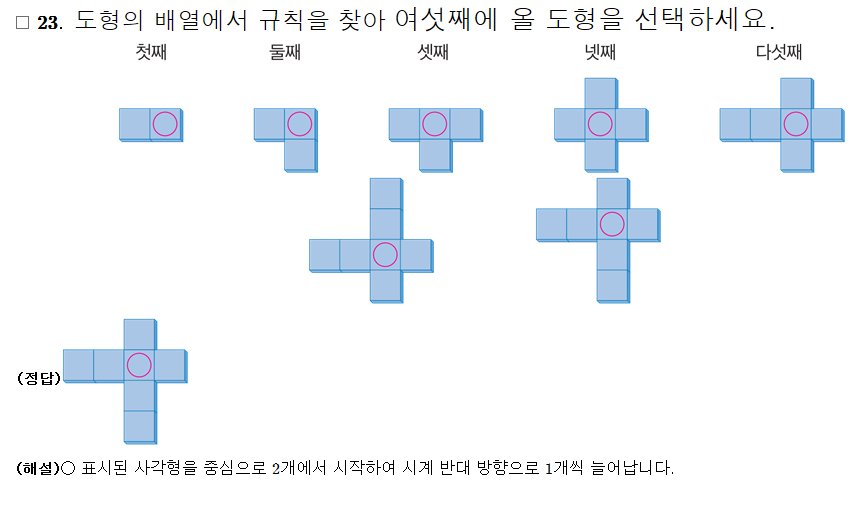 □ 23. 도형의 배열에서 규칙을 찾아 여섯째에 올 도형을 선택하세요.
첫째 둘째 셋째 넷째 다섯째
(정답)
(해설)○ 표시된 사각형을 중심으로 2개에서 시작하여 시계 반대 방향으로 1개씩 늘어납니다.